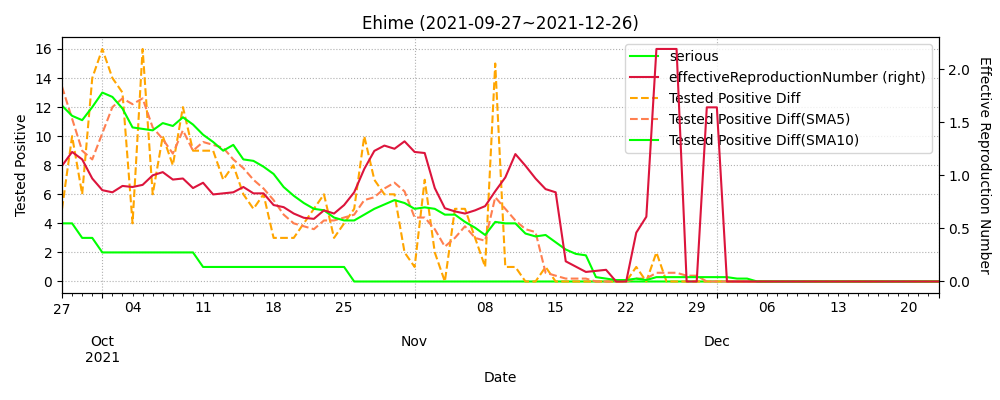 Ehime (2021-09-27~2021-12-26)
16
14
12
10
8
6
4
2
0
Tested Positive
2.0
1.5
1.0
0.5
0.0
Effective Reproduction Number
serious
effectiveReproductionNumber (right)
Tested Positive Diff
Tested Positive Diff(SMA5)
Tested Positive Diff(SMA10)
27 04 11 18 25 08 15 22 29 06 13 20
Oct Nov Dec
2021
Date